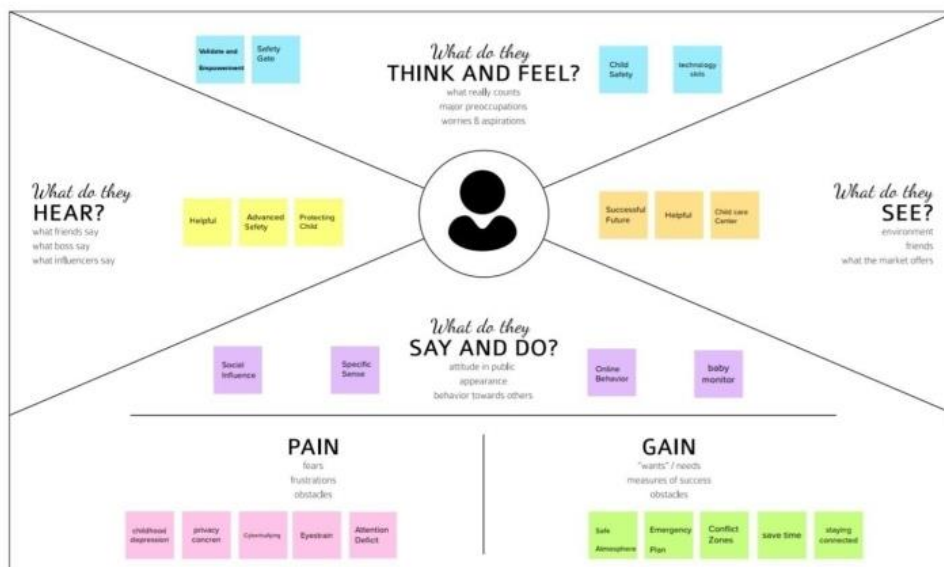 Validate and
Empowerment
Safety
Gate
What do they
THINK AND FEEL?
what really counts
major preoccupations
worries & aspirations
Child
Safety
technology
skills
What do they
HEAR?
what friends say
what boss say
what influencers say
Helpful
Advanced
Safety
Protecting
Child
Successful
Future
Helpful
Child care
Center
What do they
SEE?
environment
friends
what the market offers
What do they
SAY AND DO?
attitude in public
appearance
behavior towards others
Social
Influence
Specific
Sense
Online
Behavior
baby
monitor
PAIN
fears
frustrations
obstacles
childhood
depression
privacy
concren
Cyberbullying
Eyestrain
Attention
Deficit
GAIN
"wants" / needs
measures of success
obstacles
Safe
Atmosphere
Emergency
Plan
Conflict
Zones
save time
staying
connected